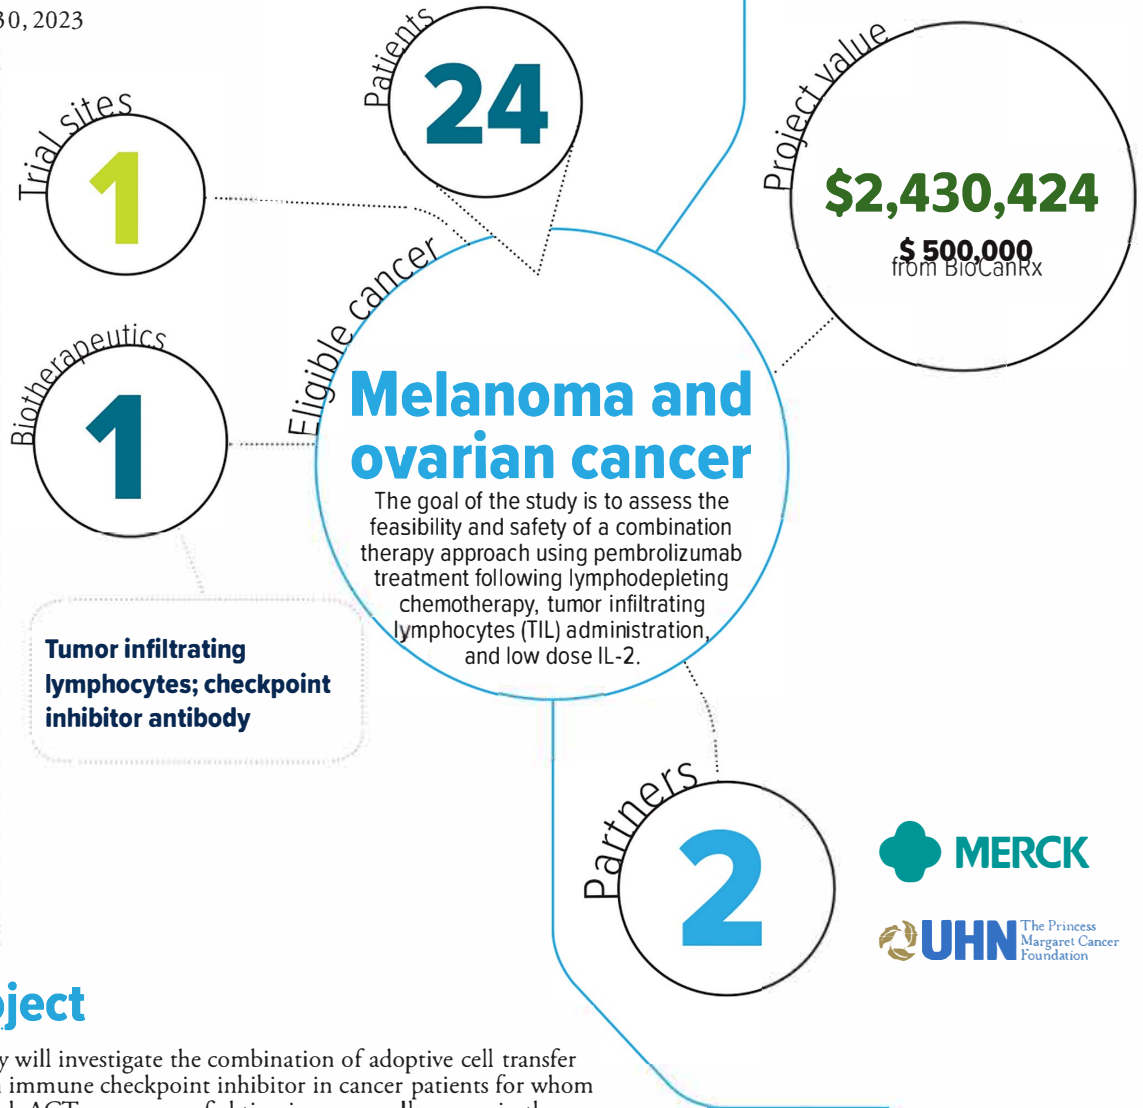 30, 2023
Patients
24
Project value
$2,430,424
$ 500,000
from BioCanRx
Trial sites
1
Eligible cancer
Melanoma and
ovarian cancer
The goal of the study is to assess the
feasibility and safety of a combination
therapy approach using pembrolizumab
treatment following lymphodepleting
chemotherapy, tumor infiltrating
lymphocytes (TIL) administration,
and low dose IL-2.
Biotherapeutics
1
Tumor infiltrating
lymphocytes; checkpoint
inhibitor antibody
Partners
2
MERCK
UHN
The Princess
Margaret Cancer
Foundation
ject
y will investigate the combination of adoptive cell transfer
immune checkpoint inhibitor in cancer patients for whom